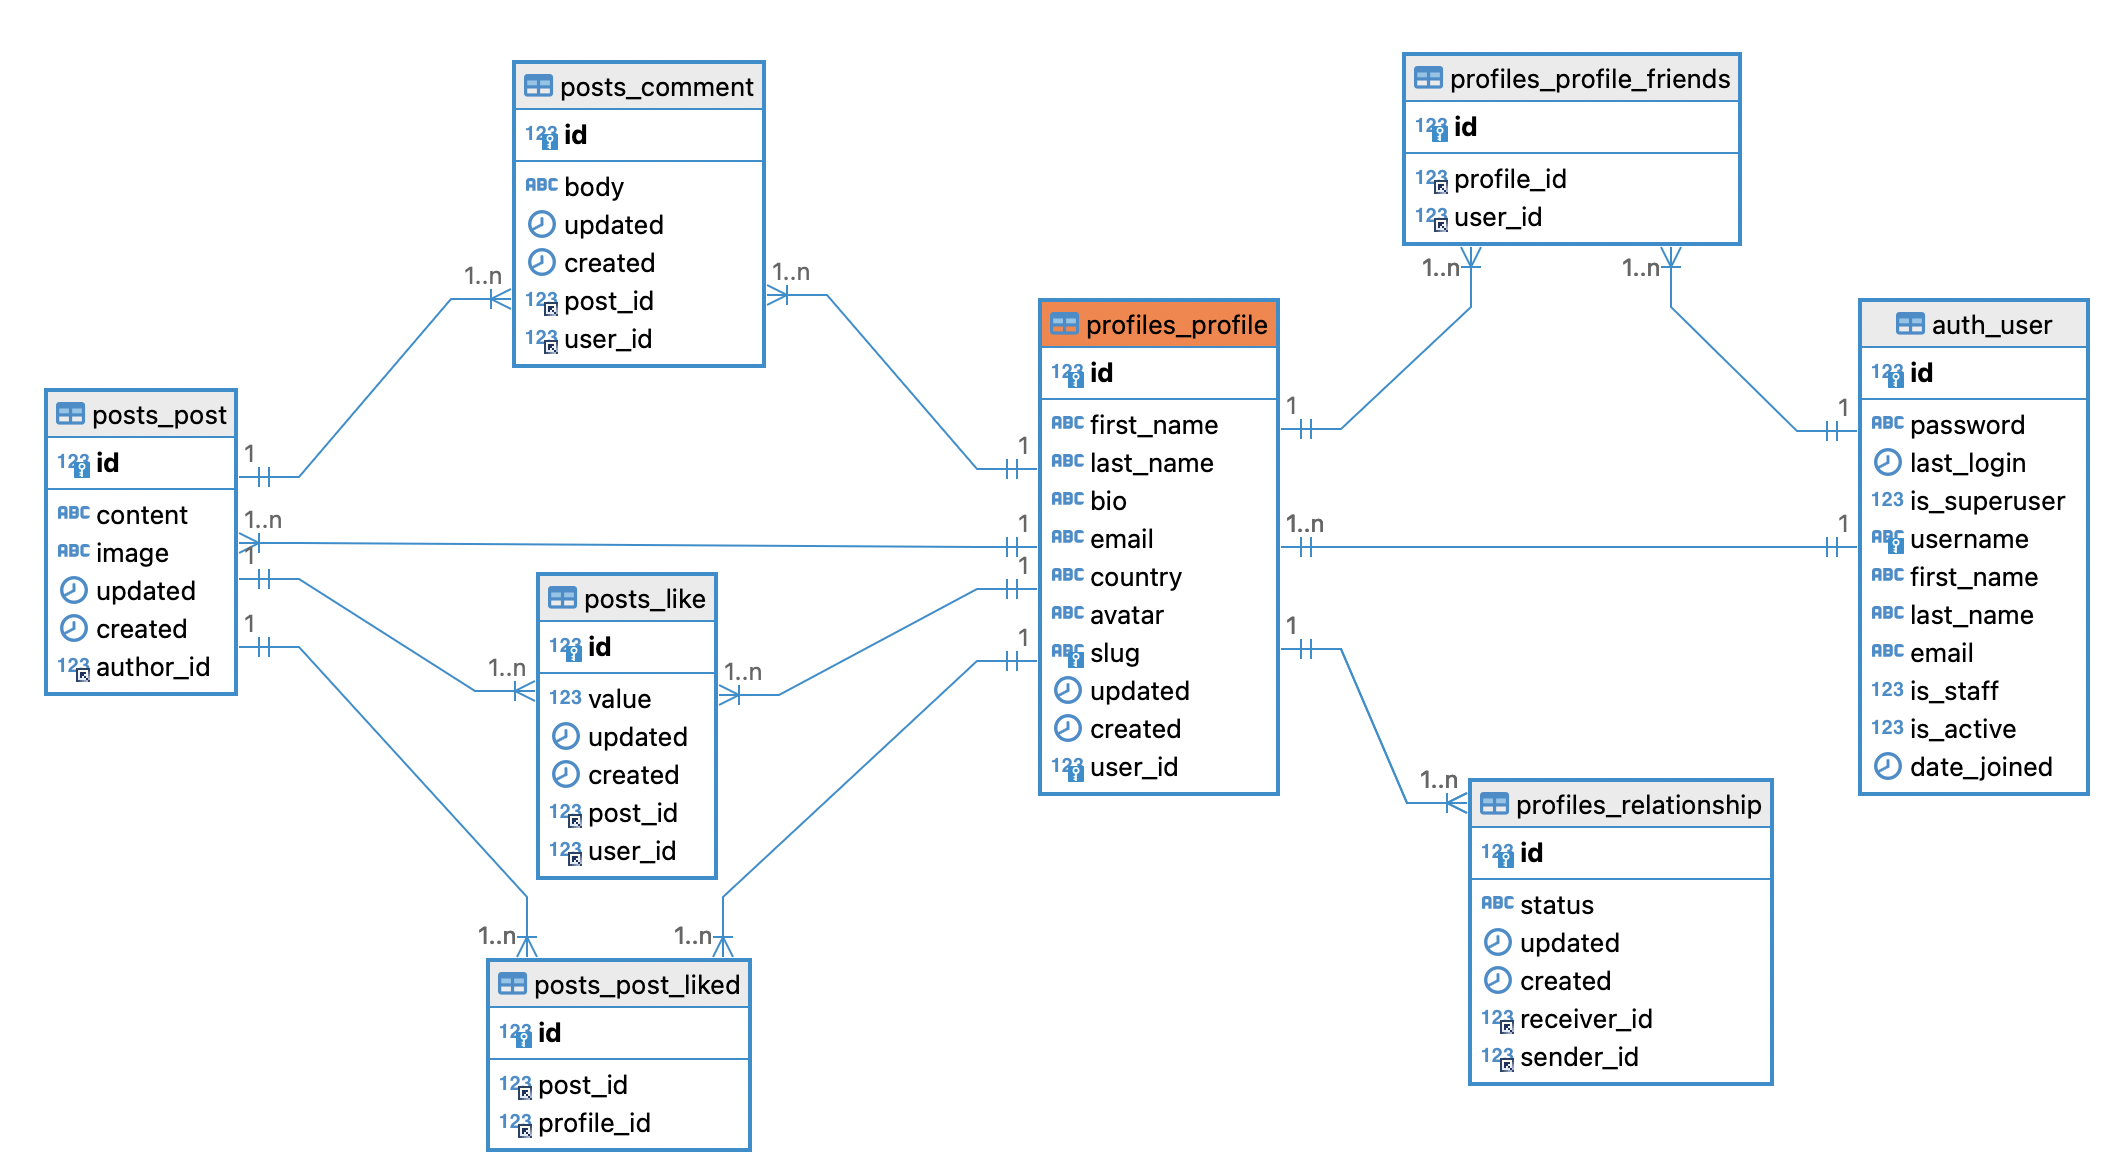 posts_comment
123 id
ABC body
updated
created
123 post_id
123 user_id
1..n
1..n
profiles_profile_friends
123 id
123 profile_id
123 user_id
1..n
1..n
posts_post
123 id
ABC content
ABC image
updated
created
123 author_id
1
1..n
1
1
profiles_profile
123 id
ABC first_name
ABC last_name
ABC bio
ABC email
ABC country
ABC avatar
ABC slug
updated
created
123 user_id
1
1
1
1
1
1..n
1
auth_user
123 id
ABC password
last_login
123 is_superuser
ABC username
ABC first_name
ABC last_name
ABC email
123 is_staff
123 is_active
date_joined
1
1
posts_like
123 id
123 value
updated
created
123 post_id
123 user_id
1..n
1..n
profiles_relationship
123 id
ABC status
updated
created
123 receiver_id
123 sender_id
1..n
posts_post_liked
123 id
123 post_id
123 profile_id
1..n
1..n